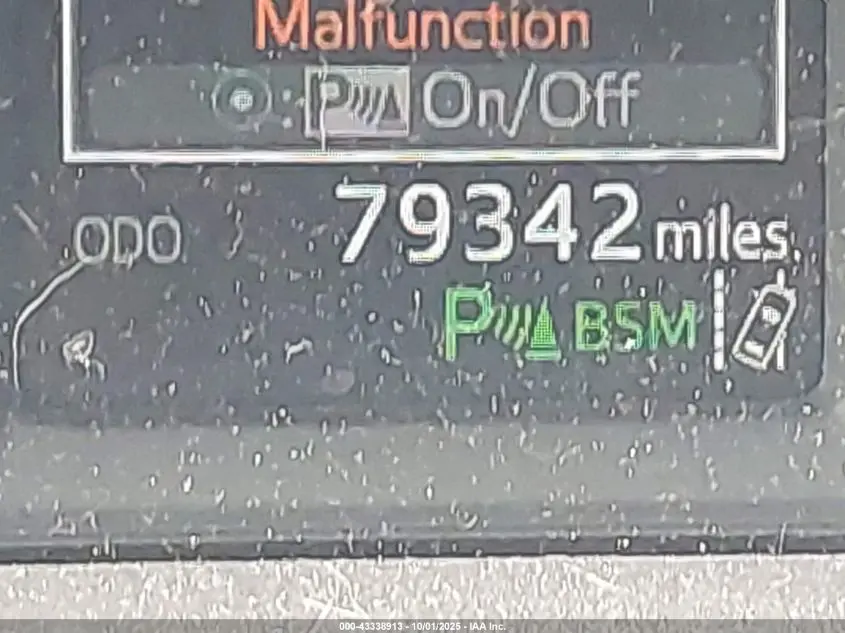 Malfunction
: P On/Off
ODO 79342 miles
P BSM
000-43338913 - 10/01/2025 - IAA Inc.